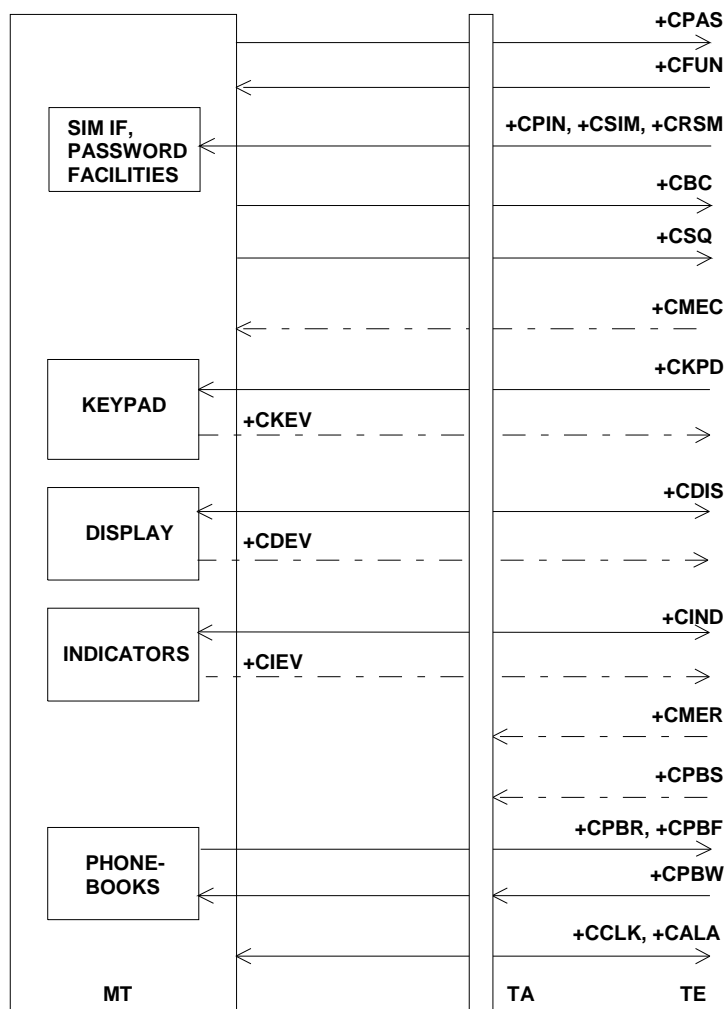 +CPAS
+CFUN
SIM IF,
PASSWORD
FACILITIES
+CPIN, +CSIM, +CRSM
+CBC
+CSQ
+CMEC
+CKPD
KEYPAD
+CKEV
+CDIS
DISPLAY
+CDEV
+CIND
INDICATORS
+CIEV
+CMER
+CPBS
+CPBR, +CPBF
PHONE-
BOOKS
+CPBW
+CCLK, +CALA
MT TA TE